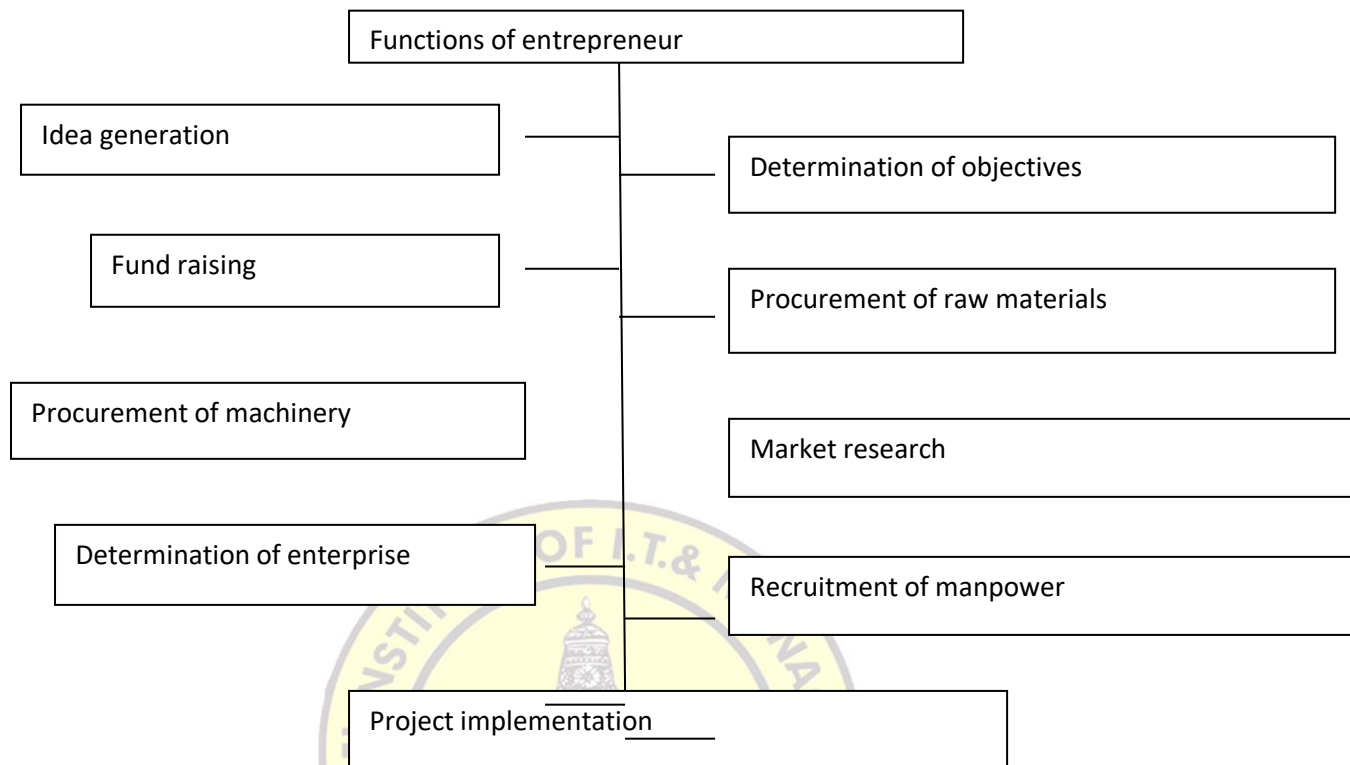 Functions of entrepreneur
Idea generation
Determination of objectives
Fund raising
Procurement of raw materials
Procurement of machinery
Market research
Determination of enterprise
Recruitment of manpower
OF I.T.&
Project implementation